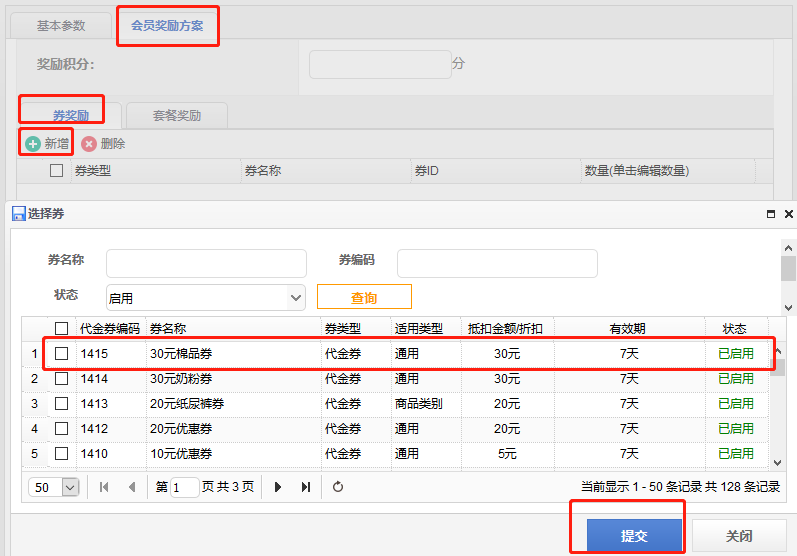 基本参数 会员奖励方案
奖励积分: 分
券奖励 套餐奖励
新增 删除
券类型 券名称 券ID 数量(单击编辑数量)
选择券
券名称 券编码
状态 启用 查询
代金券编码 券名称 券类型 适用类型 抵扣金额/折扣 有效期 状态
1 1415 30元棉品券 代金券 通用 30元 7天 已启用
2 1414 30元奶粉券 代金券 通用 30元 7天 已启用
3 1413 20元纸尿裤券 代金券 商品类别 20元 7天 已启用
4 1412 20元优惠券 代金券 通用 20元 7天 已启用
5 1410 10元优惠券 代金券 通用 5元 7天 已启用
50 第 1 页 共 3 页 当前显示 1 - 50 条记录 共 128 条记录
提交 关闭